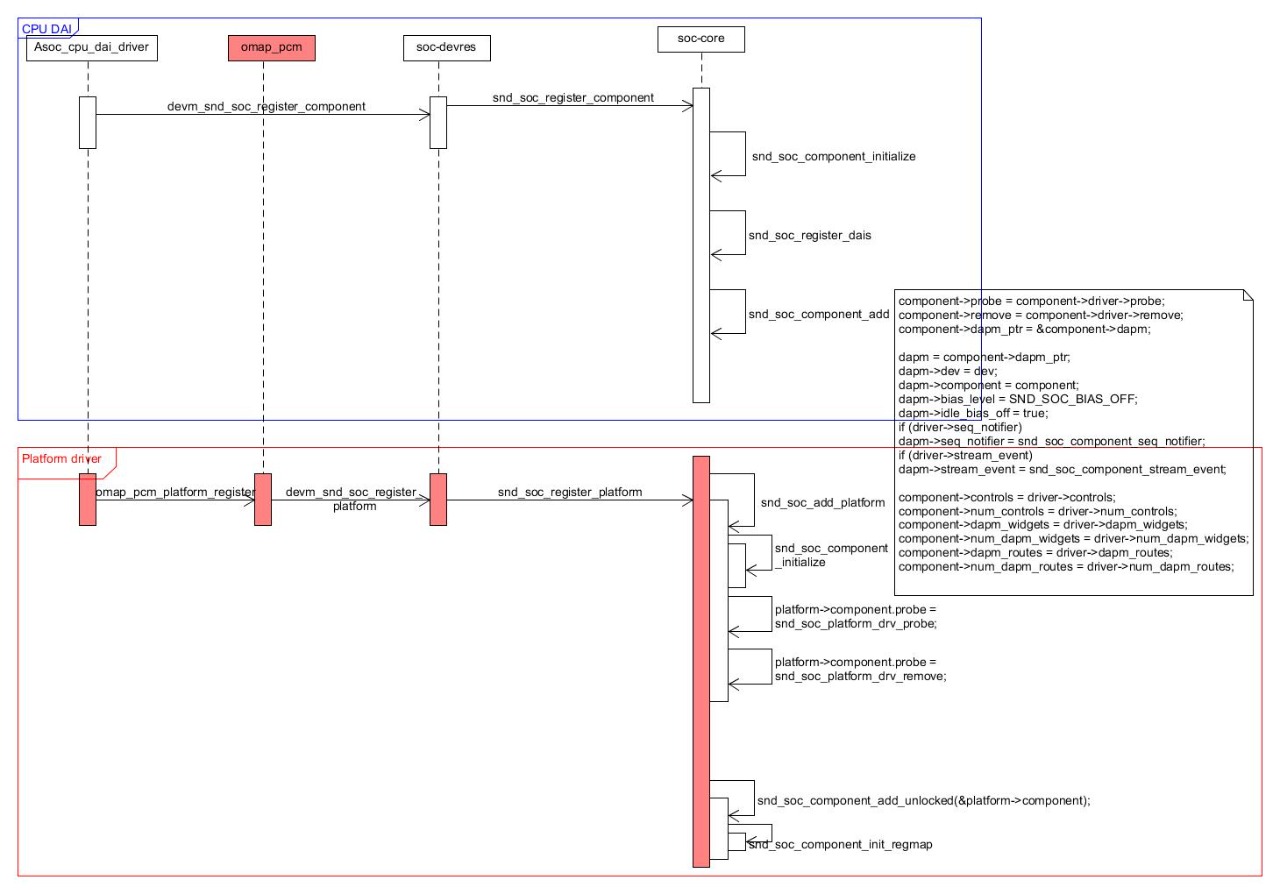 CPU DAI
Asoc_cpu_dai_driver
omap_pcm
soc-devres
soc-core
devm_snd_soc_register_component
snd_soc_register_component
snd_soc_component_initialize
snd_soc_register_dais
snd_soc_component_add
component->probe = component->driver->probe;
component->remove = component->driver->remove;
component->dapm_ptr = &component->dapm;
dapm = component->dapm_ptr;
dapm->dev = dev;
dapm->component = component;
dapm->bias_level = SND_SOC_BIAS_OFF;
dapm->idle_bias_off = true;
if (driver->seq_notifier)
dapm->seq_notifier = snd_soc_component_seq_notifier;
if (driver->stream_event)
dapm->stream_event = snd_soc_component_stream_event;
component->controls = driver->controls;
component->num_controls = driver->num_controls;
component->dapm_widgets = driver->dapm_widgets;
component->num_dapm_widgets = driver->num_dapm_widgets;
component->dapm_routes = driver->dapm_routes;
component->num_dapm_routes = driver->num_dapm_routes;
Platform driver
omap_pcm_platform_register
devm_snd_soc_register_
platform
snd_soc_register_platform
snd_soc_add_platform
snd_soc_component
_initialize
platform->component.probe =
snd_soc_platform_drv_probe;
platform->component.probe =
snd_soc_platform_drv_remove;
snd_soc_component_add_unlocked(&platform->component);
snd_soc_component_init_regmap